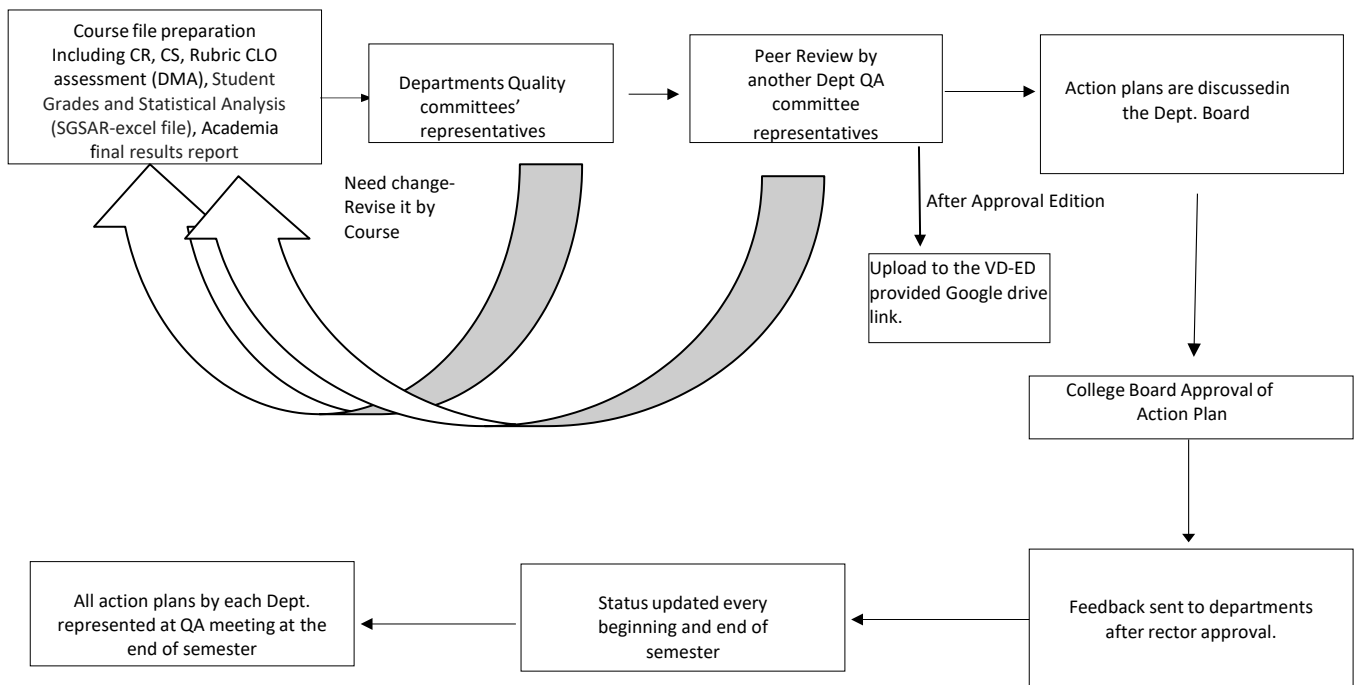 Course file preparation
Including CR, CS, Rubric CLO
assessment (DMA), Student
Grades and Statistical Analysis
(SGSAR-excel file), Academia
final results report
Departments Quality
committees’
representatives
Peer Review by
another Dept QA
committee
representatives
Action plans are discussedin
the Dept. Board
Need change-
Revise it by
Course
After Approval Edition
Upload to the VD-ED
provided Google drive
link.
College Board Approval of
Action Plan
Feedback sent to departments
after rector approval.
Status updated every
beginning and end of
semester
All action plans by each Dept.
represented at QA meeting at the
end of semester